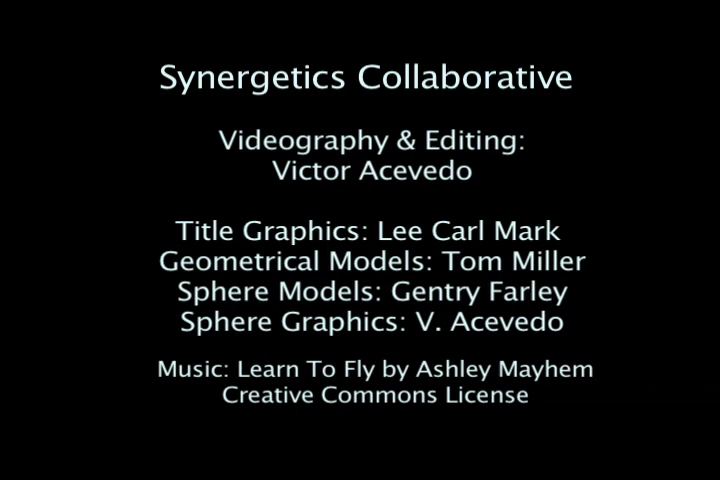 Synergetics Collaborative
Videography & Editing:
Victor Acevedo
Title Graphics: Lee Carl Mark
Geometrical Models: Tom Miller
Sphere Models: Gentry Farley
Sphere Graphics: V. Acevedo
Music: Learn To Fly by Ashley Mayhem
Creative Commons License